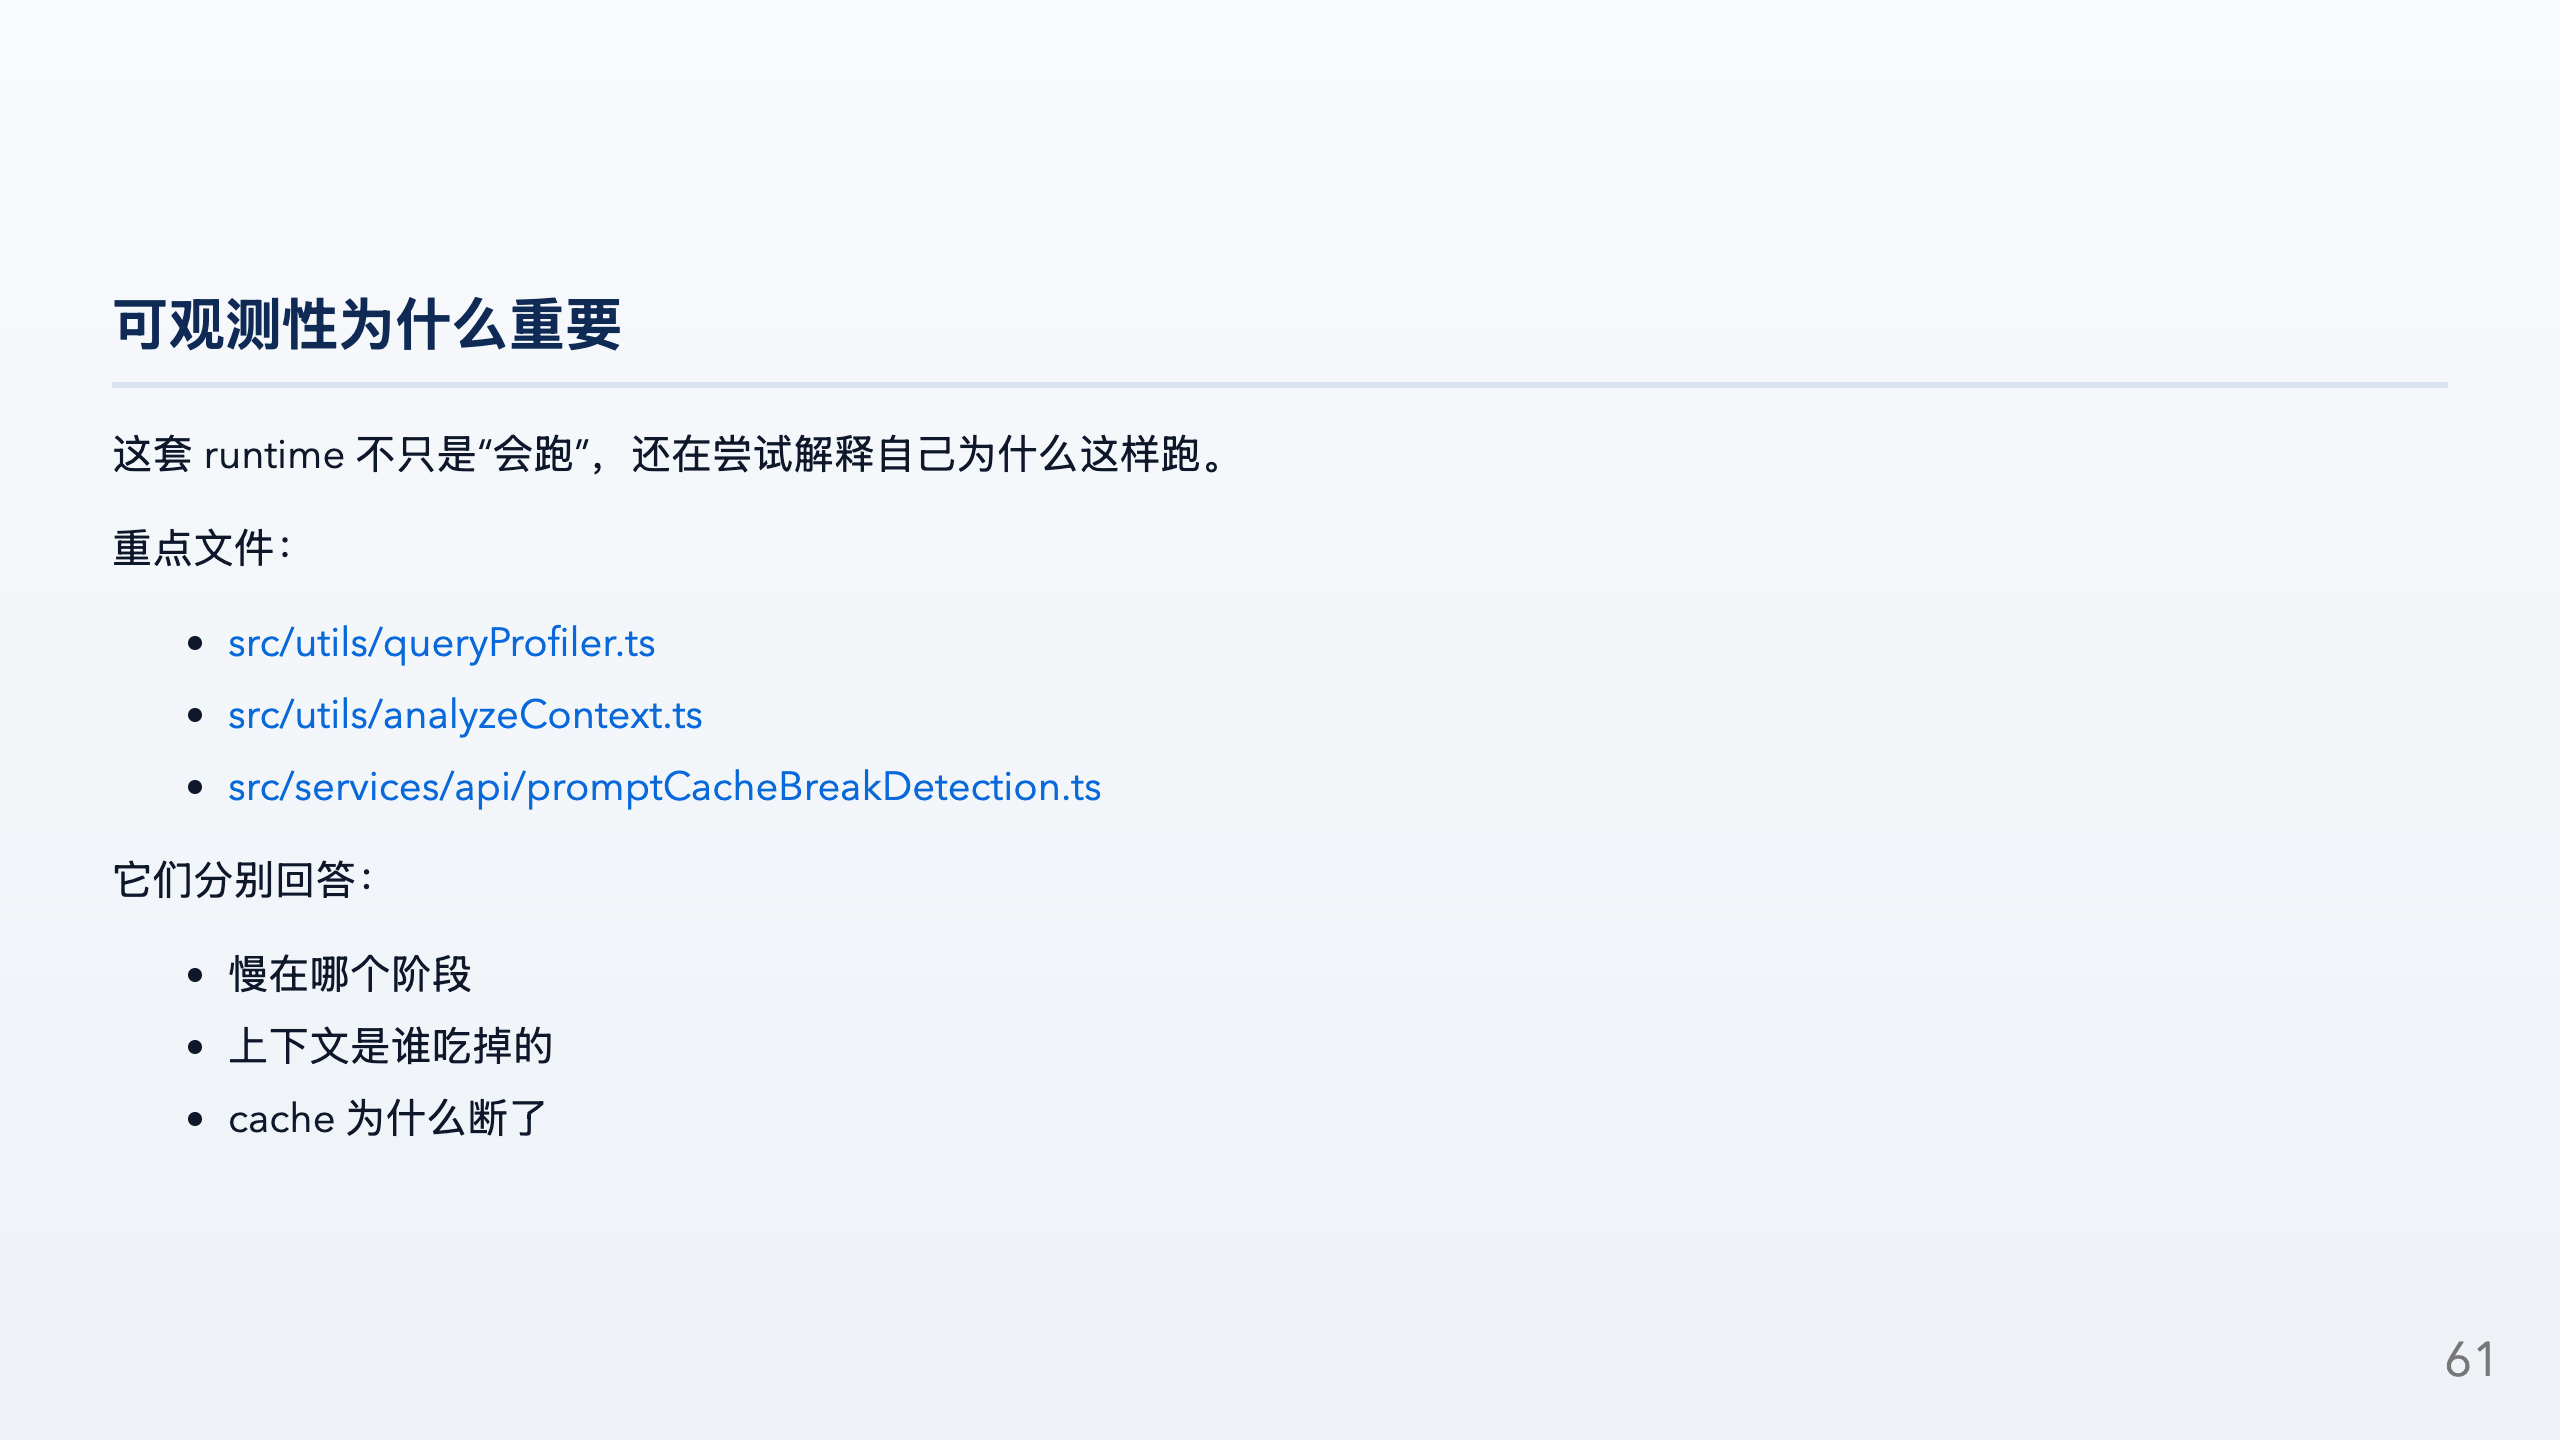 可观测性为什么重要
这套 runtime 不只是“会跑”，还在尝试解释自己为什么这样跑。
重点文件：
• src/utils/queryProfiler.ts
• src/utils/analyzeContext.ts
• src/services/api/promptCacheBreakDetection.ts
它们分别回答：
• 慢在哪个阶段
• 上下文是谁吃掉的
• cache 为什么断了
61